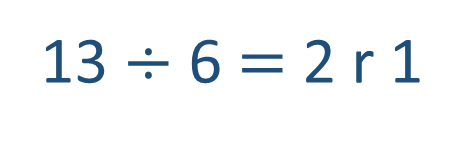 13 ÷ 6 = 2 r 1